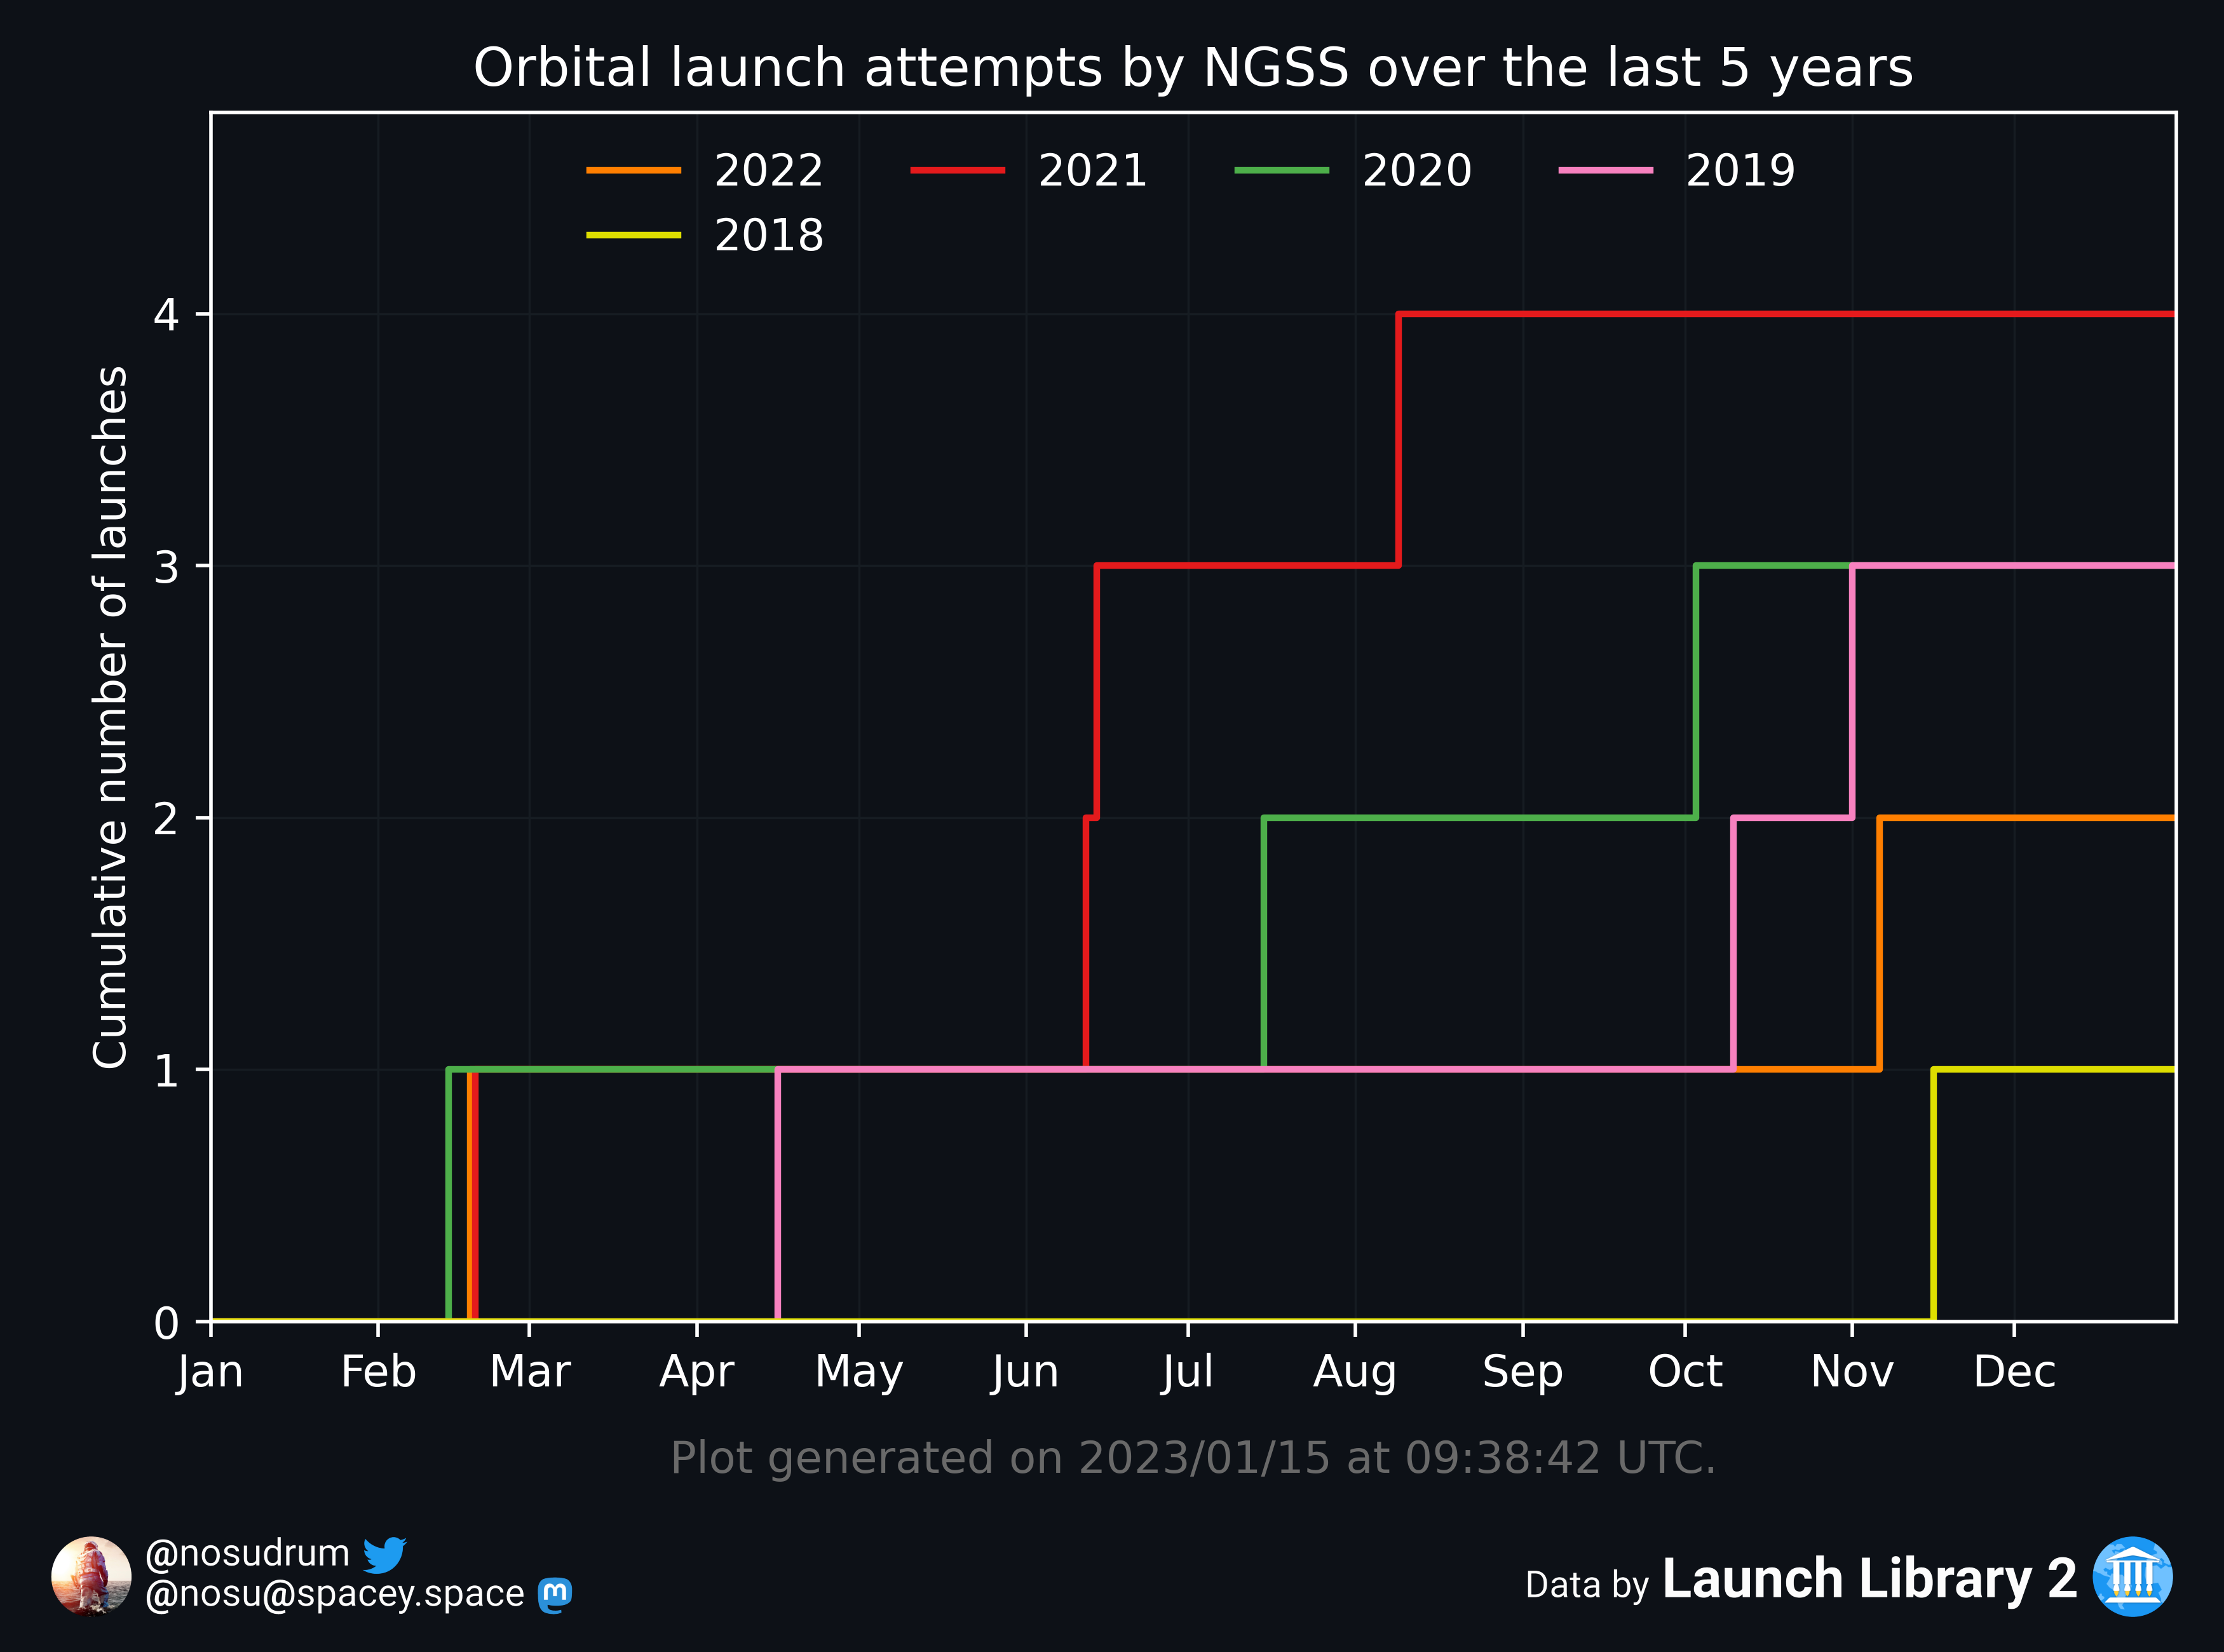 Orbital launch attempts by NGSS over the last 5 years
2022 2021 2020 2019
2018
Cumulative number of launches
4
3
2
1
0
Jan Feb Mar Apr May Jun Jul Aug Sep Oct Nov Dec
Plot generated on 2023/01/15 at 09:38:42 UTC.
@nosudrum
@nosu@spacey.space
Data by Launch Library 2